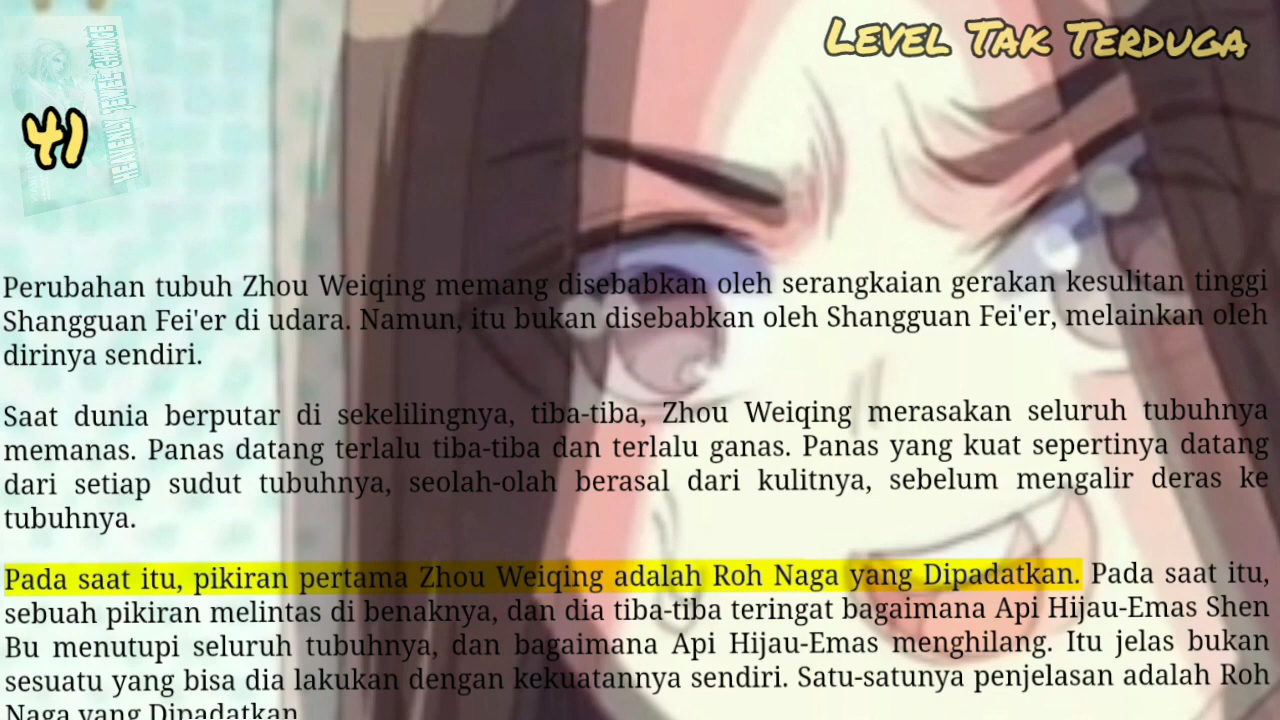 Level Tak Terduga
HEAVENLY JEWEL CHANGE
41
Perubahan tubuh Zhou Weiqing memang disebabkan oleh serangkaian gerakan kesulitan tinggi
Shangguan Fei'er di udara. Namun, itu bukan disebabkan oleh Shangguan Fei'er, melainkan oleh
dirinya sendiri.
Saat dunia berputar di sekelilingnya, tiba-tiba, Zhou Weiqing merasakan seluruh tubuhnya
memanas. Panas datang terlalu tiba-tiba dan terlalu ganas. Panas yang kuat sepertinya datang
dari setiap sudut tubuhnya, seolah-olah berasal dari kulitnya, sebelum mengalir deras ke
tubuhnya.
Pada saat itu, pikiran pertama Zhou Weiqing adalah Roh Naga yang Dipadatkan. Pada saat itu,
sebuah pikiran melintas di benaknya, dan dia tiba-tiba teringat bagaimana Api Hijau-Emas Shen
Bu menutupi seluruh tubuhnya, dan bagaimana Api Hijau-Emas menghilang. Itu jelas bukan
sesuatu yang bisa dia lakukan dengan kekuatannya sendiri. Satu-satunya penjelasan adalah Roh
Naga yang Dipadatkan